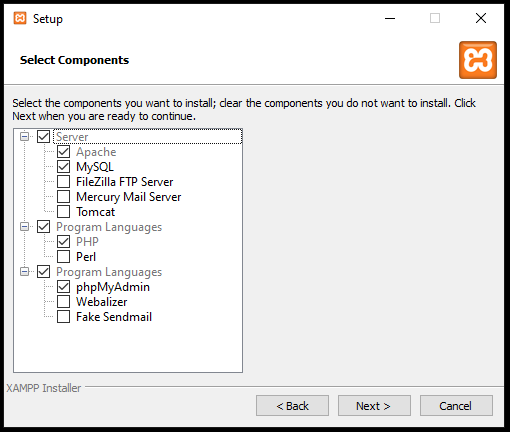 Setup
Select Components
Select the components you want to install; clear the components you do not want to install. Click
Next when you are ready to continue.
Server
Apache
MySQL
FileZilla FTP Server
Mercury Mail Server
Tomcat
Program Languages
PHP
Perl
Program Languages
phpMyAdmin
Webalizer
Fake Sendmail
XAMPP Installer
< Back
Next >
Cancel